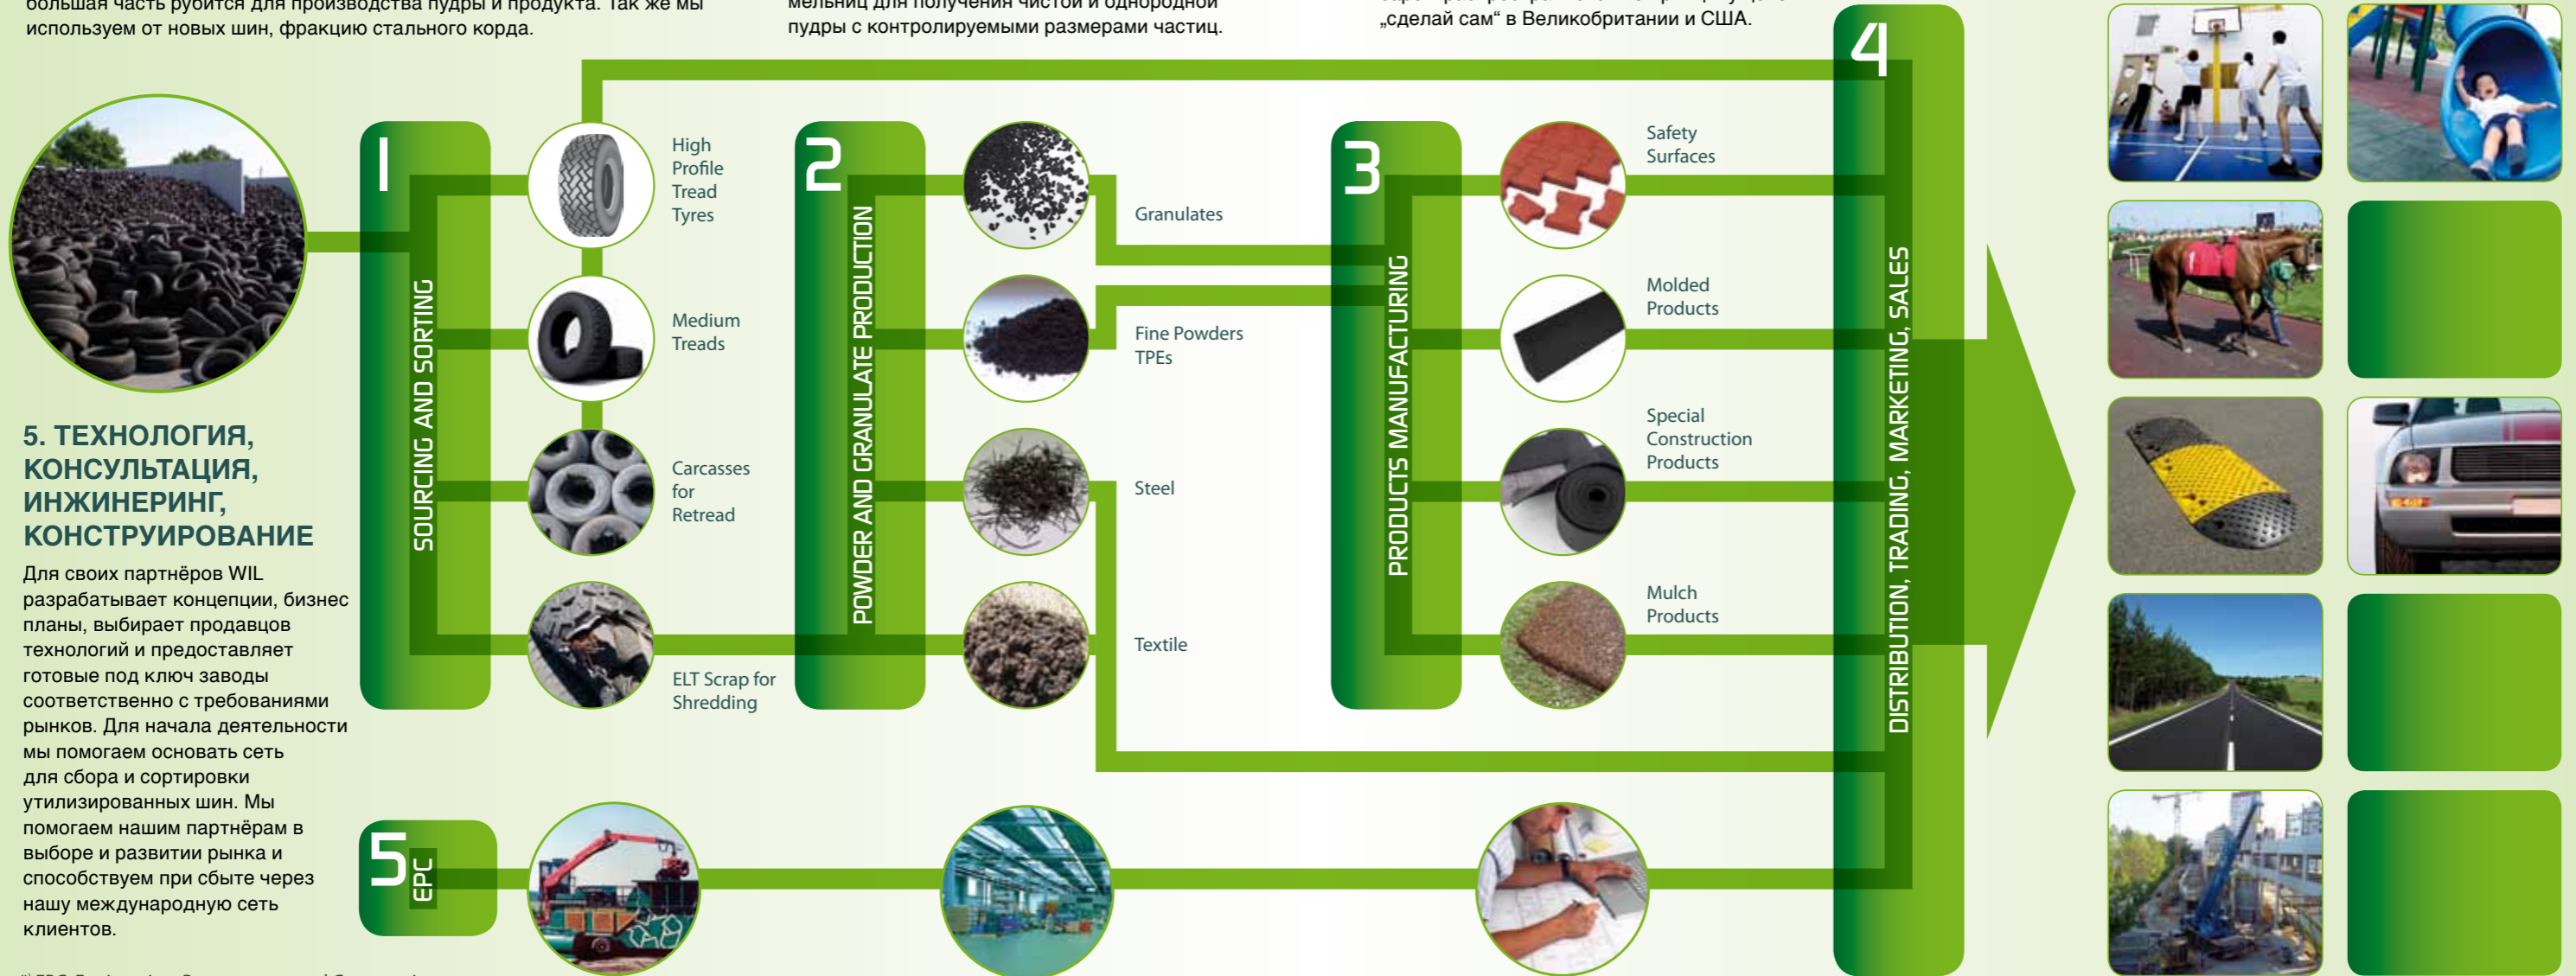 большая часть рубится для производства пудры и продукта. Так же мы
используем от новых шин, фракцию стального корда.
мельниц для получения чистой и однородной
пудры с контролируемыми размерами частиц.
„сделай сам“ в Великобритании и США.
1
SOURCING AND SORTING
High
Profile
Tread
Tyres
Medium
Treads
Carcasses
for
Retread
ELT Scrap for
Shredding
2
POWDER AND GRANULATE PRODUCTION
Granulates
Fine Powders
TPEs
Steel
Textile
3
PRODUCTS MANUFACTURING
Safety
Surfaces
Molded
Products
Special
Construction
Products
Mulch
Products
4
DISTRIBUTION, TRADING, MARKETING, SALES
5. ТЕХНОЛОГИЯ,
КОНСУЛЬТАЦИЯ,
ИНЖИНЕРИНГ,
КОНСТРУИРОВАНИЕ
Для своих партнёров WIL
разрабатывает концепции, бизнес
планы, выбирает продавцов
технологий и предоставляет
готовые под ключ заводы
соответственно с требованиями
рынков. Для начала деятельности
мы помогаем основать сеть
для сбора и сортировки
утилизированных шин. Мы
помогаем нашим партнёрам в
выборе и развитии рынка и
способствуем при сбыте через
нашу международную сеть
клиентов.
5
EPC